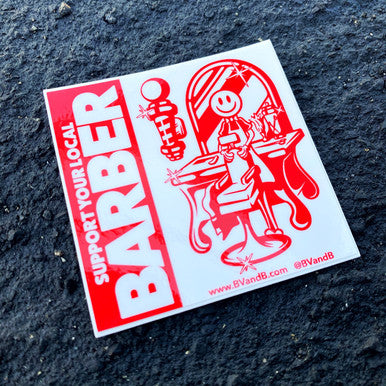 SUPPORT YOUR LOCAL
BARBER
www.BVandB.com @BVandB